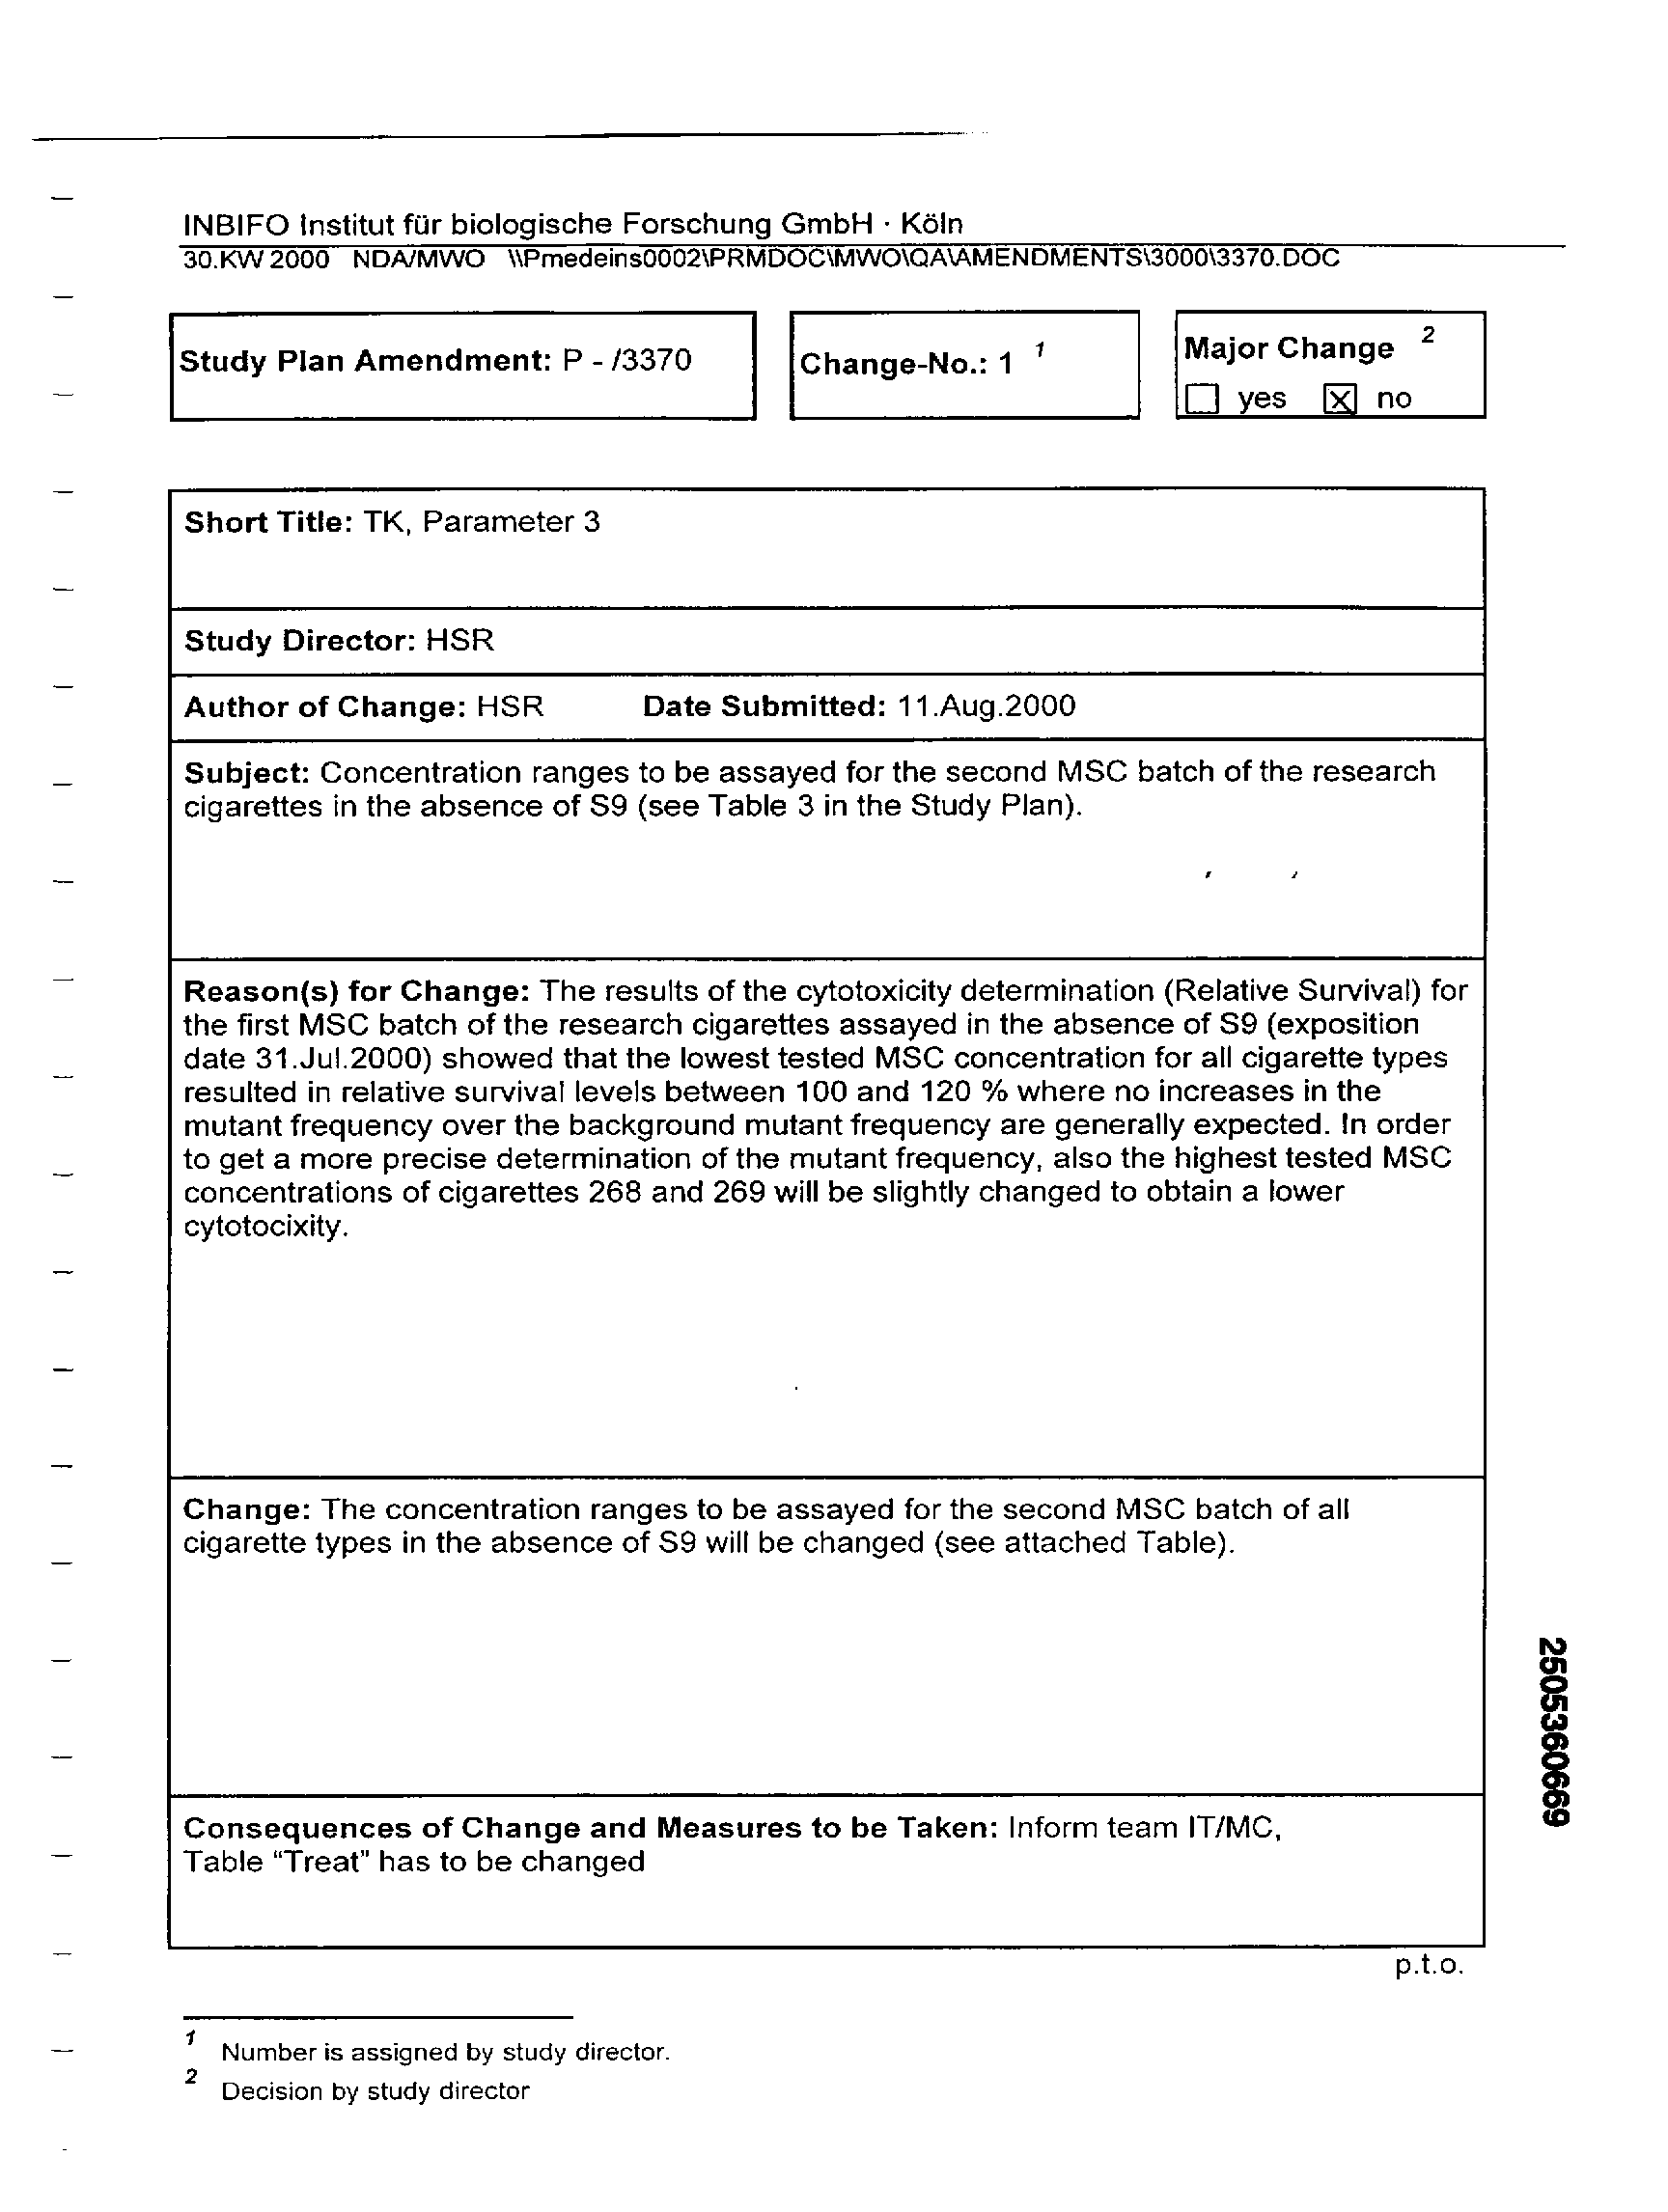 INBIFO Institut für biologische Forschung GmbH · Köln
30.KW 2000 NDA/MWO \\Pmedeins0002\PRMDOC\MWO\QA\AMENDMENTS\3000\3370.DOC
Study Plan Amendment: P - /3370
Change-No.: 1 1
Major Change 2
yes no
Short Title: TK, Parameter 3
Study Director: HSR
Author of Change: HSR Date Submitted: 11.Aug.2000
Subject: Concentration ranges to be assayed for the second MSC batch of the research
cigarettes in the absence of S9 (see Table 3 in the Study Plan).
Reason(s) for Change: The results of the cytotoxicity determination (Relative Survival) for
the first MSC batch of the research cigarettes assayed in the absence of S9 (exposition
date 31.Jul.2000) showed that the lowest tested MSC concentration for all cigarette types
resulted in relative survival levels between 100 and 120 % where no increases in the
mutant frequency over the background mutant frequency are generally expected. In order
to get a more precise determination of the mutant frequency, also the highest tested MSC
concentrations of cigarettes 268 and 269 will be slightly changed to obtain a lower
cytotocixity.
Change: The concentration ranges to be assayed for the second MSC batch of all
cigarette types in the absence of S9 will be changed (see attached Table).
Consequences of Change and Measures to be Taken: Inform team IT/MC,
Table "Treat" has to be changed
p.t.o.
1 Number is assigned by study director.
2 Decision by study director
2505360669